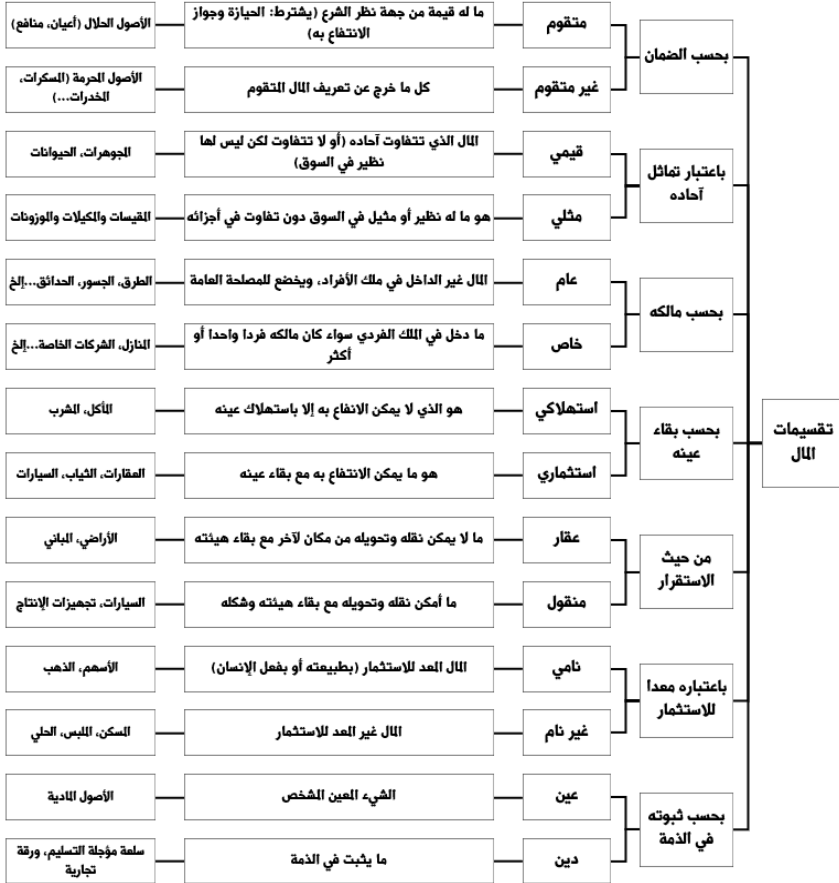 تقسيمات
المال
بحسب الضمان
متقوم
ما له قيمة من جهة نظر الشرع (يشترط: الحيازة وجواز
الانتفاع به)
الأصول الحلال (أعيان، منافع)
غير متقوم
كل ما خرج عن تعريف المال المتقوم
الأصول المحرمة (المسكرات،
المخدرات...)
باعتبار تماثل
آحاده
قيمي
المال الذي تتفاوت آحاده (أو لا تتفاوت لكن ليس لها
نظير في السوق)
المجوهرات، الحيوانات
مثلي
هو ما له نظير أو مثيل في السوق دون تفاوت في أجزائه
المقيسات والمكيلات والموزونات
بحسب مالكه
عام
المال غير الداخل في ملك الأفراد، ويخضع للمصلحة العامة
الطرق، الجسور، الحدائق...إلخ
خاص
ما دخل في الملك الفردي سواء كان مالكه فردا واحدا أو
أكثر
المنازل، الشركات الخاصة...إلخ
بحسب بقاء
عينه
استهلاكي
هو الذي لا يمكن الانفاع به إلا باستهلاك عينه
المأكل، المشرب
استثماري
هو ما يمكن الانتفاع به مع بقاء عينه
العقارات، الثياب، السيارات
من حيث
الاستقرار
عقار
ما لا يمكن نقله وتحويله من مكان لآخر مع بقاء هيئته
الأراضي، المباني
منقول
ما أمكن نقله وتحويله مع بقاء هيئته وشكله
السيارات، تجهيزات الإنتاج
باعتباره معداً
للاستثمار
نامي
المال المعد للاستثمار (بطبيعته أو بفعل الإنسان)
الأسهم، الذهب
غير نام
المال غير المعد للاستثمار
المسكن، الملبس، الحلي
بحسب ثبوته
في الذمة
عين
الشيء المعين المشخص
الأصول المادية
دين
ما يثبت في الذمة
سلعة مؤجلة التسليم، ورقة
تجارية